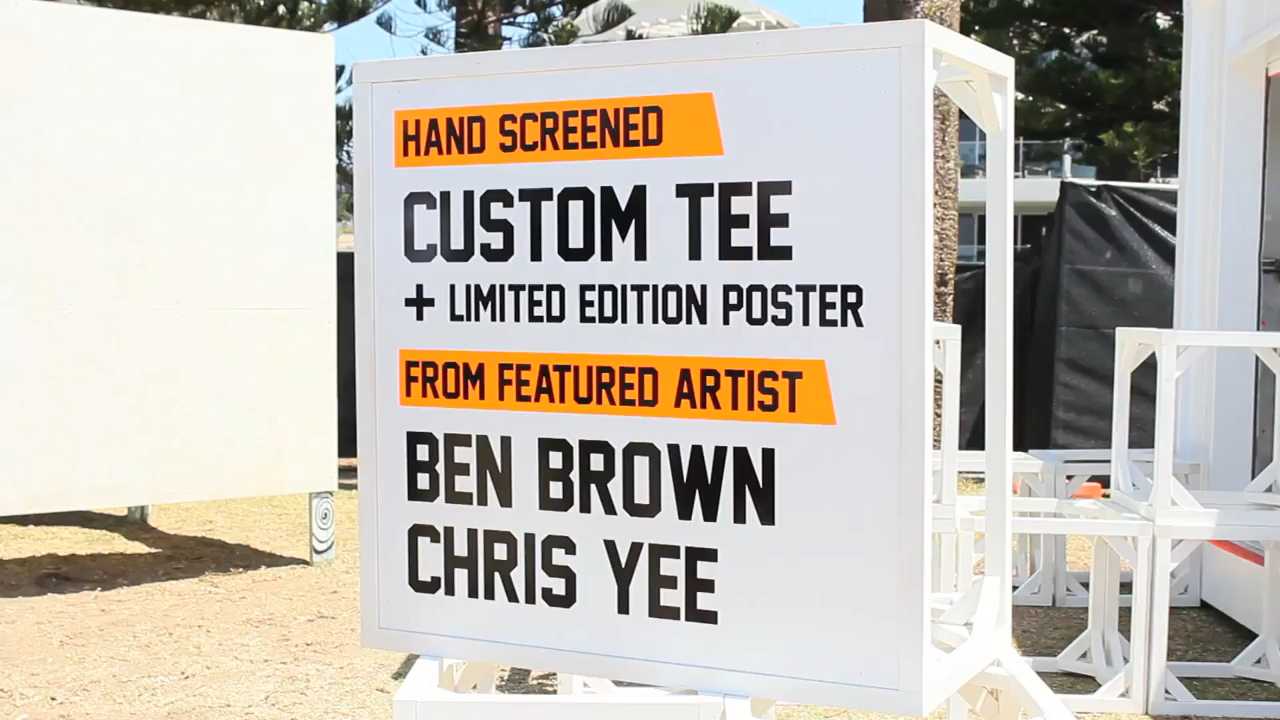 HAND SCREENED
CUSTOM TEE
+ LIMITED EDITION POSTER
FROM FEATURED ARTIST
BEN BROWN
CHRIS YEE